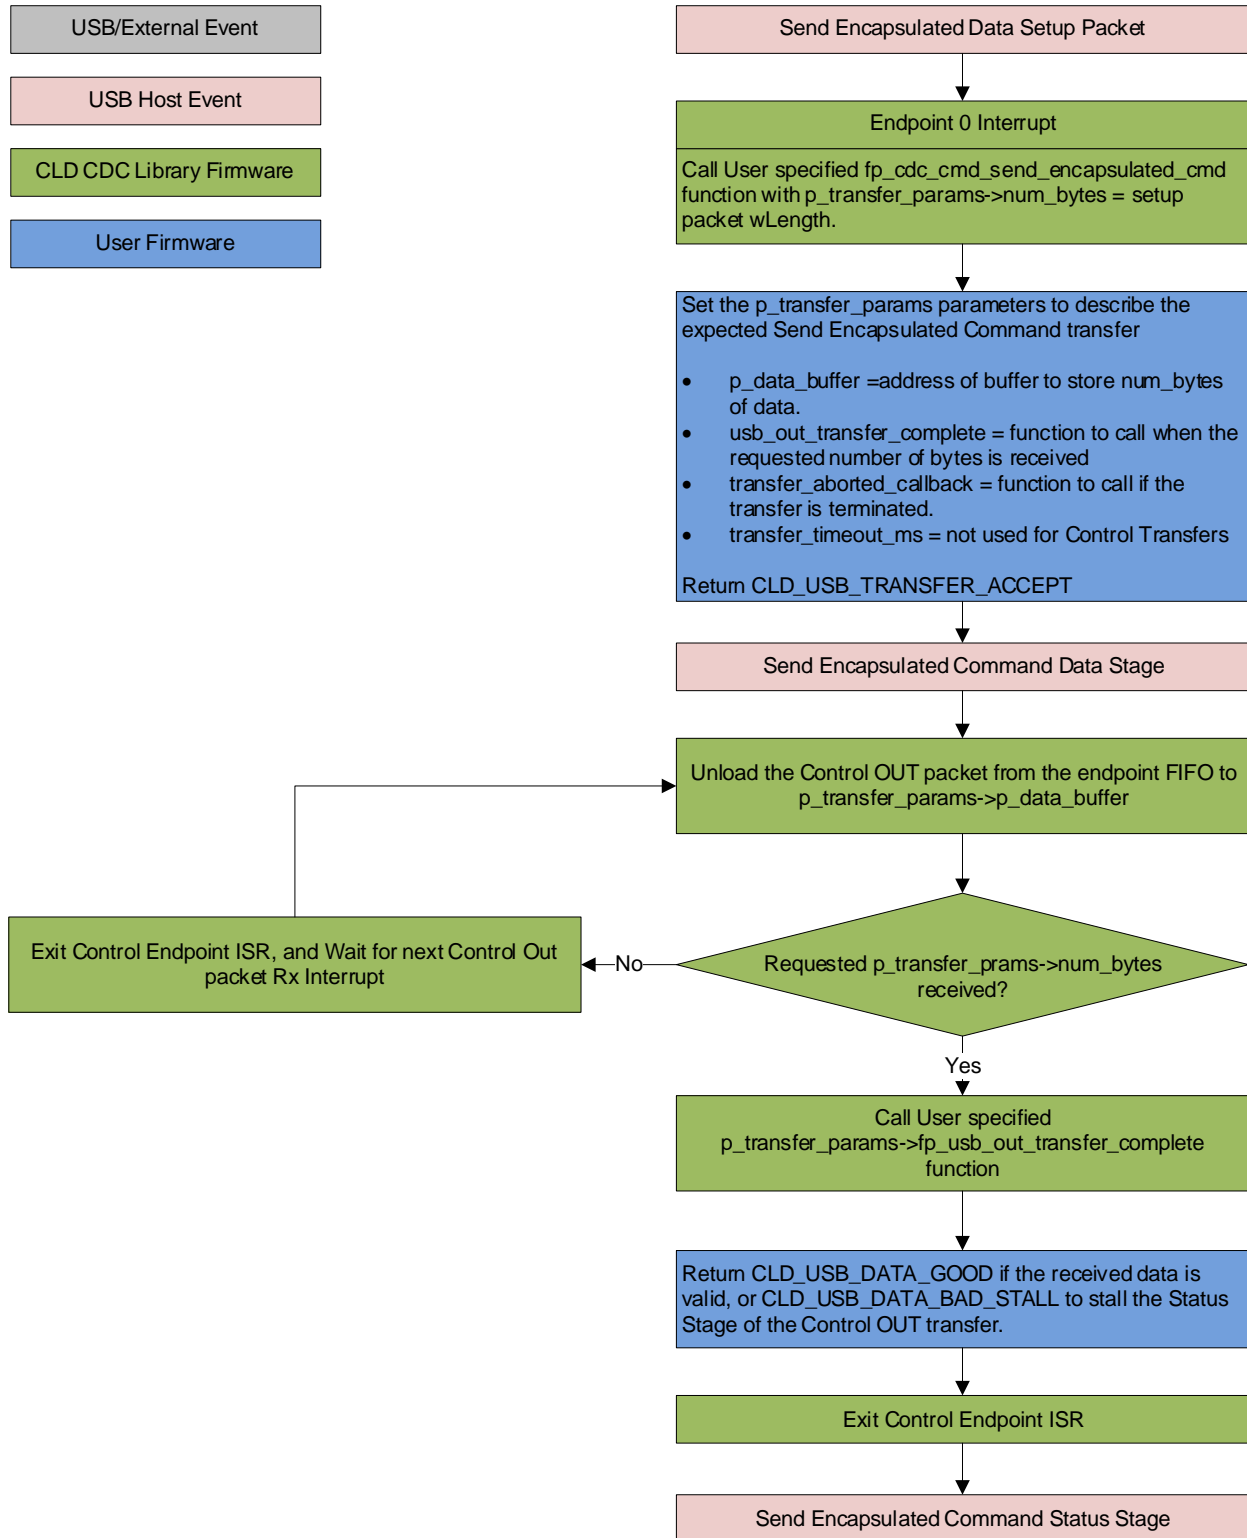 USB/External Event
USB Host Event
CLD CDC Library Firmware
User Firmware
Send Encapsulated Data Setup Packet
Endpoint 0 Interrupt
Call User specified fp_cdc_cmd_send_encapsulated_cmd
function with p_transfer_params->num_bytes = setup
packet wLength.
Set the p_transfer_params parameters to describe the
expected Send Encapsulated Command transfer
• p_data_buffer =address of buffer to store num_bytes
of data.
• usb_out_transfer_complete = function to call when the
requested number of bytes is received
• transfer_aborted_callback = function to call if the
transfer is terminated.
• transfer_timeout_ms = not used for Control Transfers
Return CLD_USB_TRANSFER_ACCEPT
Send Encapsulated Command Data Stage
Unload the Control OUT packet from the endpoint FIFO to
p_transfer_params->p_data_buffer
Exit Control Endpoint ISR, and Wait for next Control Out
packet Rx Interrupt
No
Requested p_transfer_prams->num_bytes
received?
Yes
Call User specified
p_transfer_params->fp_usb_out_transfer_complete
function
Return CLD_USB_DATA_GOOD if the received data is
valid, or CLD_USB_DATA_BAD_STALL to stall the Status
Stage of the Control OUT transfer.
Exit Control Endpoint ISR
Send Encapsulated Command Status Stage